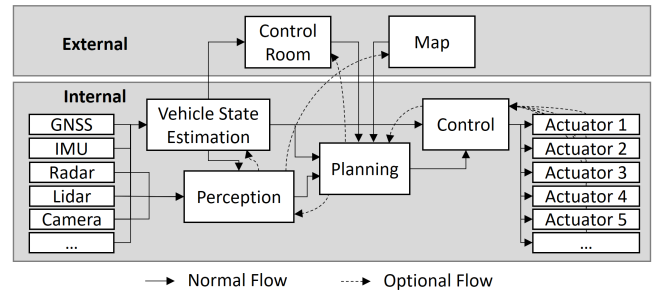 External
Control
Room
Map
Internal
GNSS
IMU
Radar
Lidar
Camera
...
Vehicle State
Estimation
Perception
Planning
Control
Actuator 1
Actuator 2
Actuator 3
Actuator 4
Actuator 5
...
Normal Flow
Optional Flow